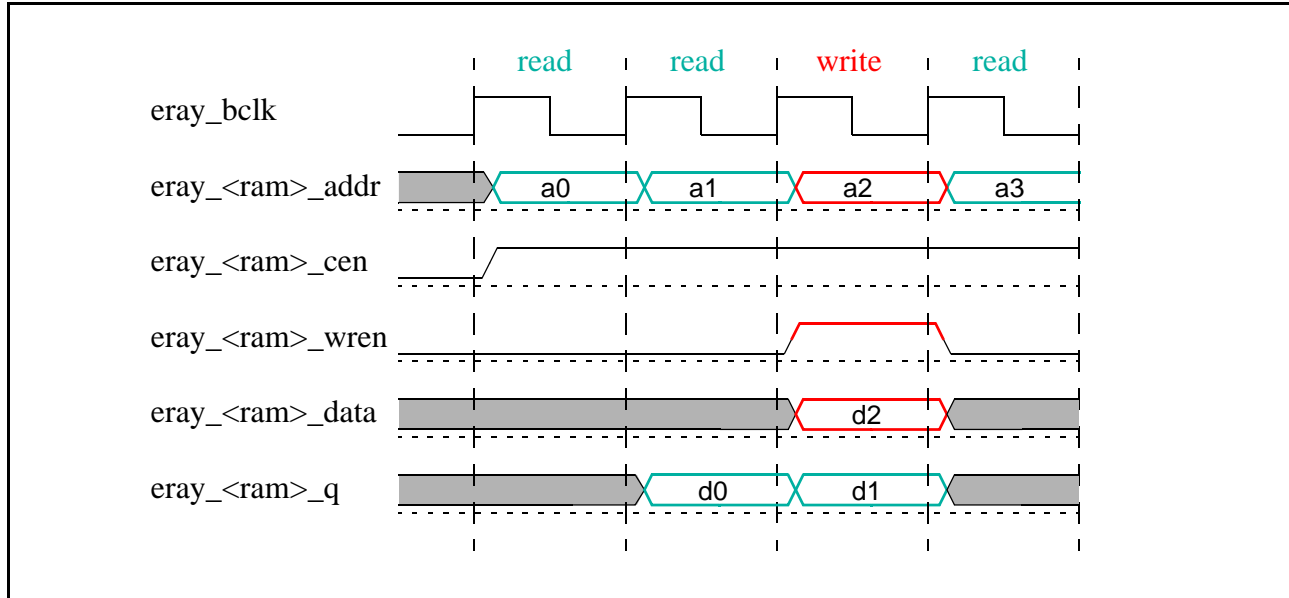 read read write read
eray_bclk
eray_<ram>_addr a0 a1 a2 a3
eray_<ram>_cen
eray_<ram>_wren
eray_<ram>_data d2
eray_<ram>_q d0 d1